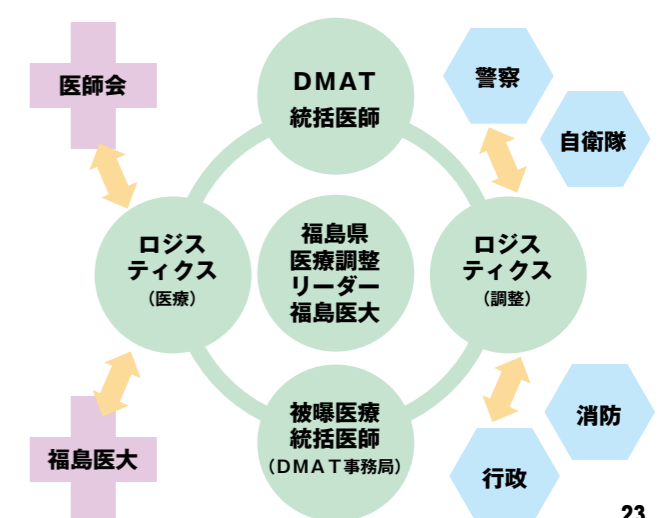 医師会
DMAT
統括医師
警察
自衛隊
ロジス
ティクス
（医療）
福島県
医療調整
リーダー
福島医大
ロジス
ティクス
（調整）
福島医大
被曝医療
統括医師
（DMAT事務局）
消防
行政
23